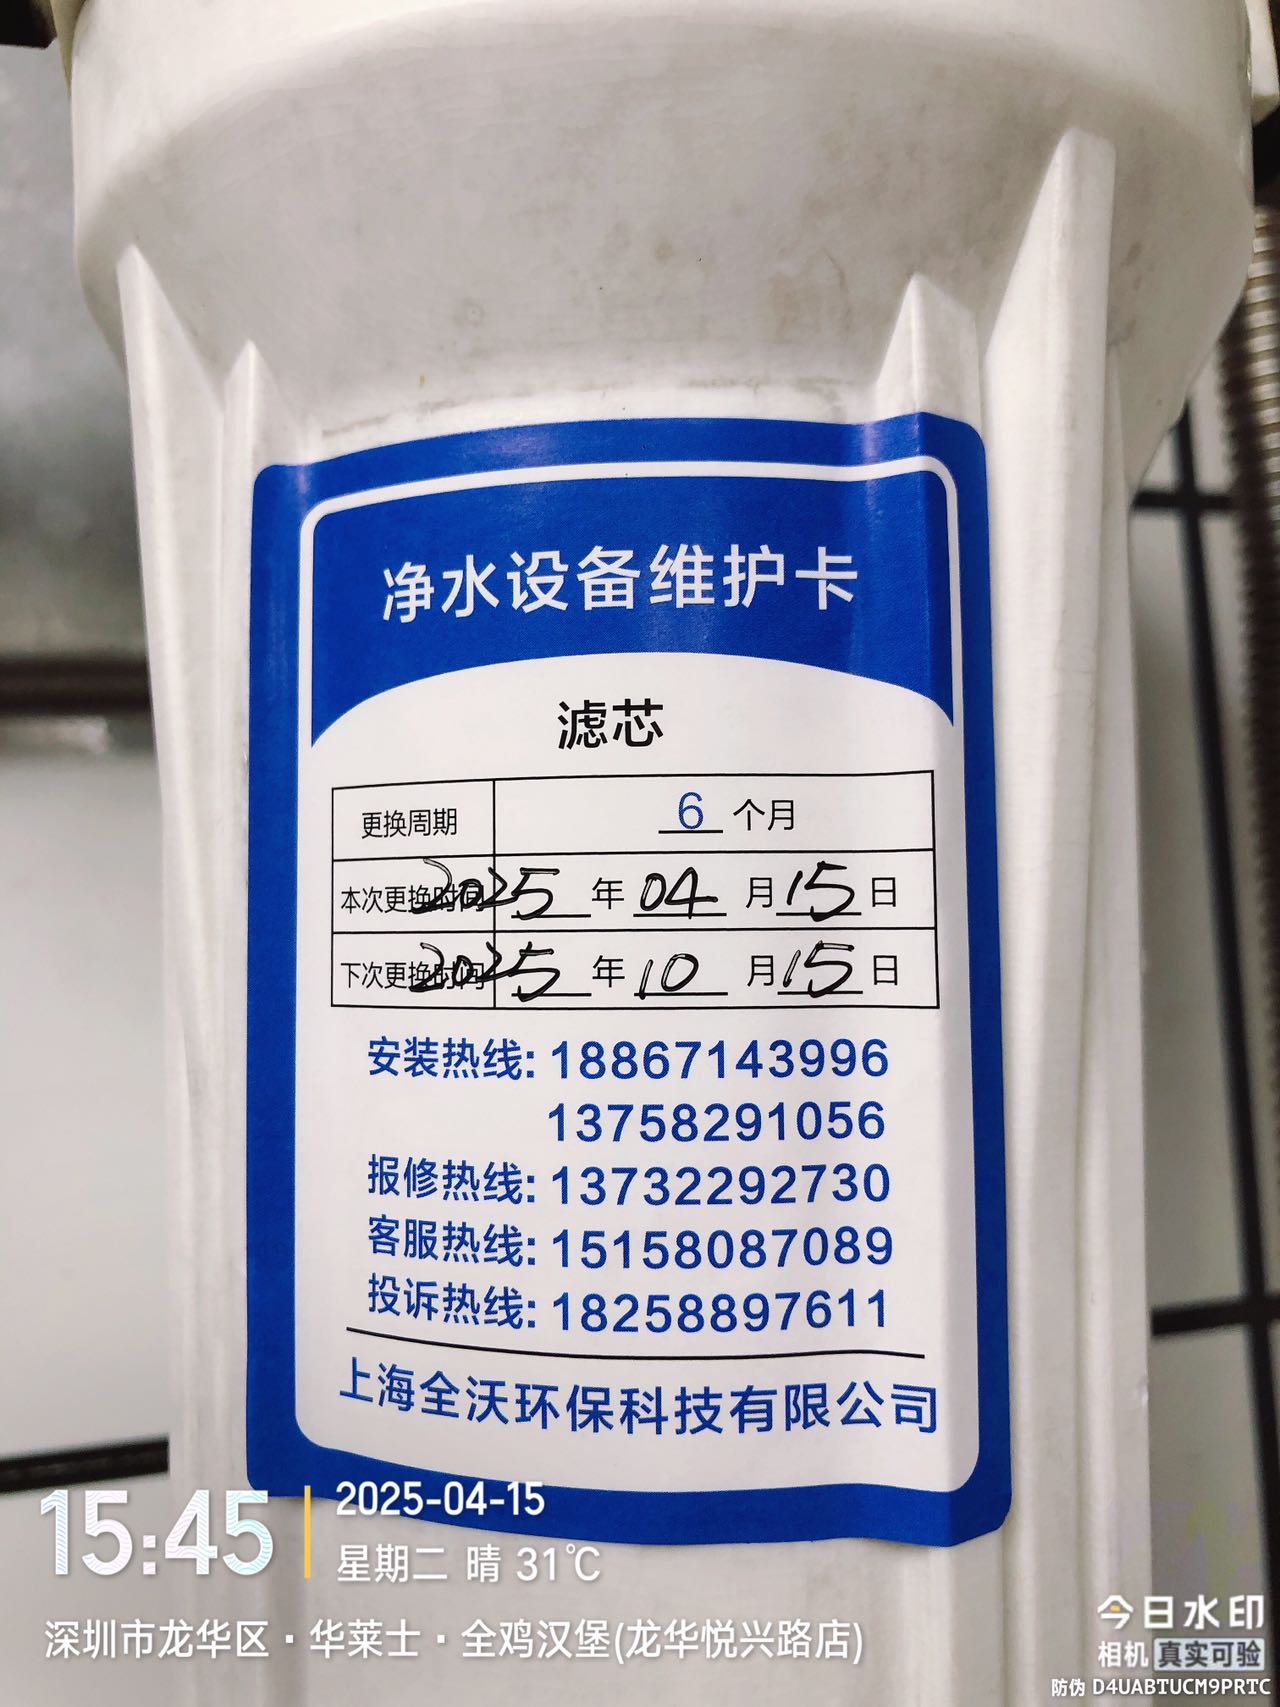 净水设备维护卡
滤芯
更换周期 6 个月
本次更换时间 2025 年 04 月 15 日
下次更换时间 2025 年 10 月 15 日
安装热线: 18867143996
13758291056
报修热线: 13732292730
客服热线: 15158087089
投诉热线: 18258897611
上海全沃环保科技有限公司
15:45
2025-04-15
星期二 晴 31℃
深圳市龙华区·华莱士·全鸡汉堡(龙华悦兴路店)
今日水印
相机 真实可验
防伪 D4UABTUCM9PRTC